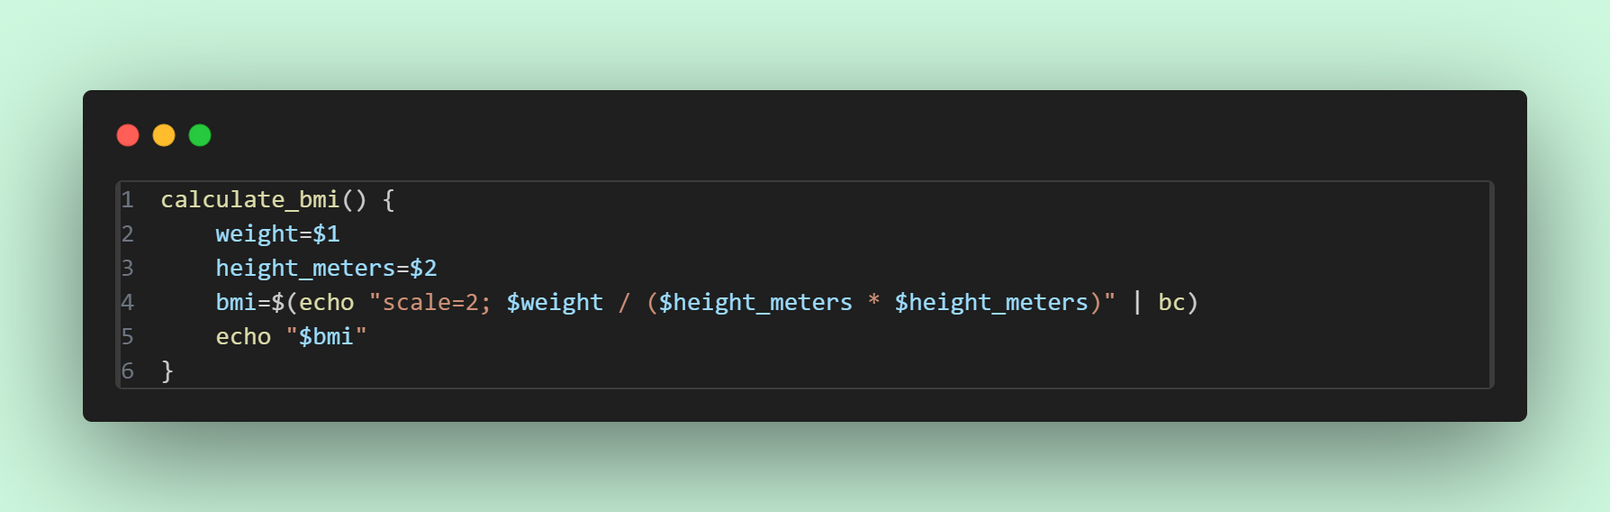 1 calculate_bmi() {
2     weight=$1
3     height_meters=$2
4     bmi=$(echo "scale=2; $weight / ($height_meters * $height_meters)" | bc)
5     echo "$bmi"
6 }